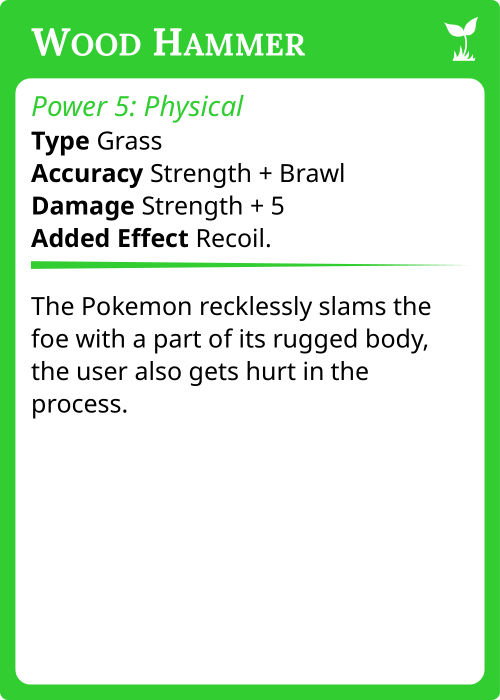 Wood Hammer
Power 5: Physical
Type Grass
Accuracy Strength + Brawl
Damage Strength + 5
Added Effect Recoil.
The Pokemon recklessly slams the
foe with a part of its rugged body,
the user also gets hurt in the
process.